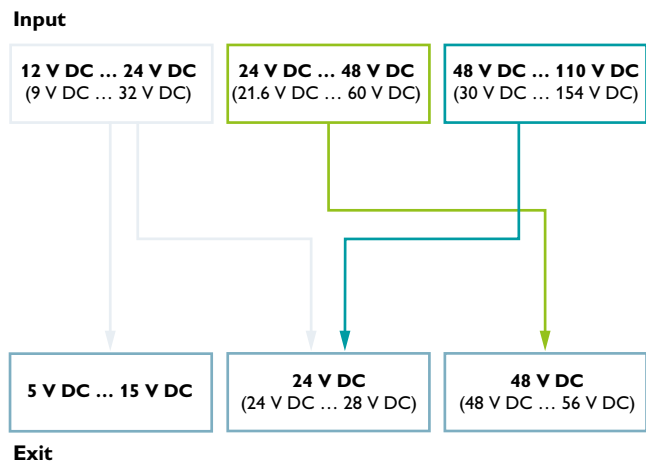 Input
12 V DC … 24 V DC
(9 V DC … 32 V DC)
24 V DC … 48 V DC
(21.6 V DC … 60 V DC)
48 V DC … 110 V DC
(30 V DC … 154 V DC)
5 V DC … 15 V DC
24 V DC
(24 V DC … 28 V DC)
48 V DC
(48 V DC … 56 V DC)
Exit